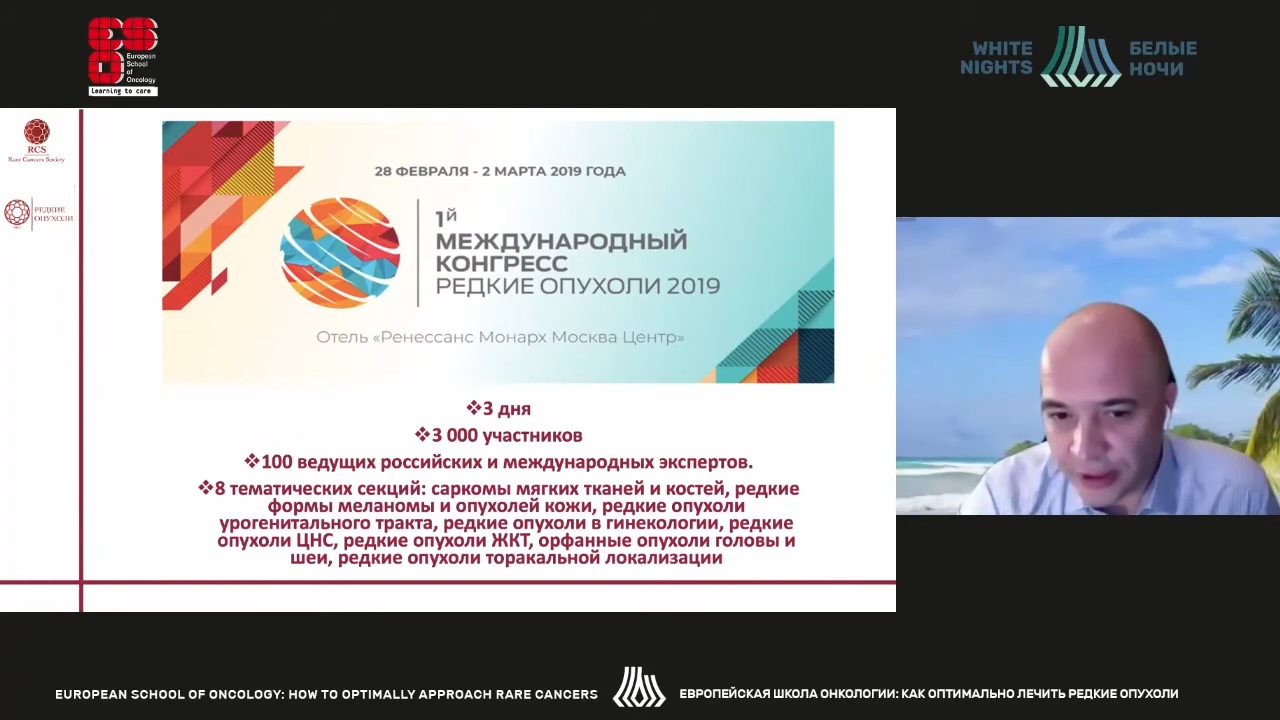 ESO
European
School
of
Oncology
Learning to care
WHITE
NIGHTS
БЕЛЫЕ
НОЧИ
RCS
Rare Cancers Society
РЕДКИЕ
ОПУХОЛИ
28 ФЕВРАЛЯ - 2 МАРТА 2019 ГОДА
1й
МЕЖДУНАРОДНЫЙ
КОНГРЕСС
РЕДКИЕ ОПУХОЛИ 2019
Отель «Ренессанс Монарх Москва Центр»
❖3 дня
❖3 000 участников
❖100 ведущих российских и международных экспертов.
❖8 тематических секций: саркомы мягких тканей и костей, редкие
формы меланомы и опухолей кожи, редкие опухоли
урогенитального тракта, редкие опухоли в гинекологии, редкие
опухоли ЦНС, редкие опухоли ЖКТ, орфанные опухоли головы и
шеи, редкие опухоли торакальной локализации
EUROPEAN SCHOOL OF ONCOLOGY: HOW TO OPTIMALLY APPROACH RARE CANCERS
ЕВРОПЕЙСКАЯ ШКОЛА ОНКОЛОГИИ: КАК ОПТИМАЛЬНО ЛЕЧИТЬ РЕДКИЕ ОПУХОЛИ